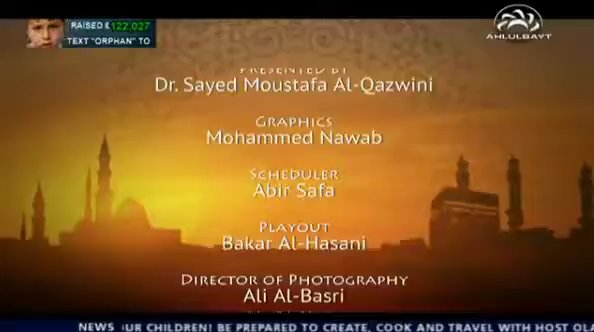 RAISED £122,027
TEXT "ORPHAN" TO
AHLULBAYT
PRESENTED BY
Dr. Sayed Moustafa Al-Qazwini
GRAPHICS
Mohammed Nawab
SCHEDULER
Abir Safa
PLAYOUT
Bakar Al-Hasani
DIRECTOR OF PHOTOGRAPHY
Ali Al-Basri
NEWS UR CHILDREN! BE PREPARED TO CREATE, COOK AND TRAVEL WITH HOST OLA